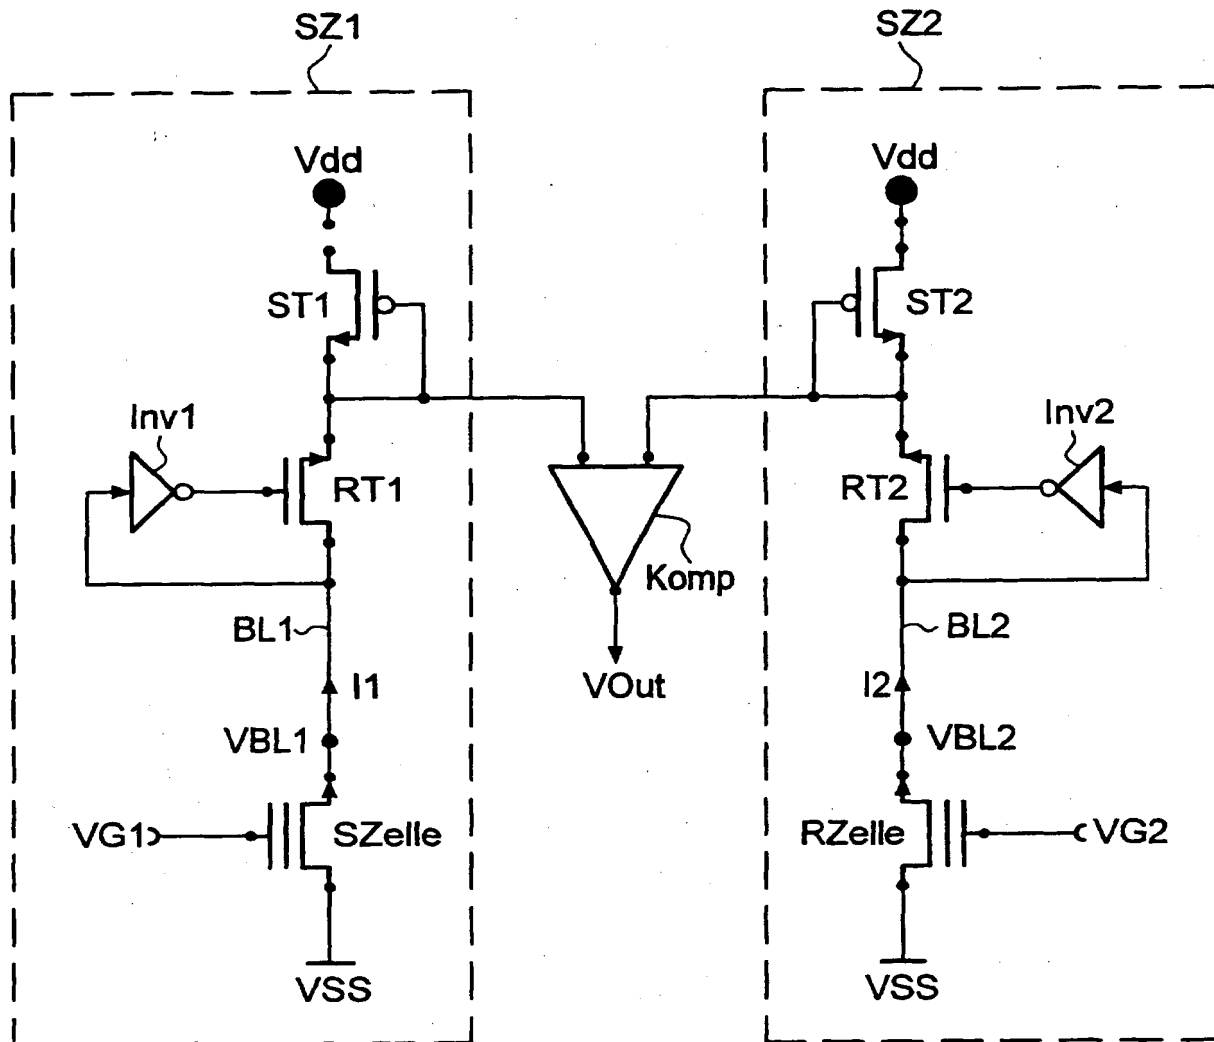 SZ1
SZ2
Vdd
Vdd
ST1
ST2
Inv1
Inv2
RT1
RT2
Komp
BL1
BL2
I1
VOut
I2
VBL1
VBL2
VG1
SZelle
RZelle
VG2
VSS
VSS